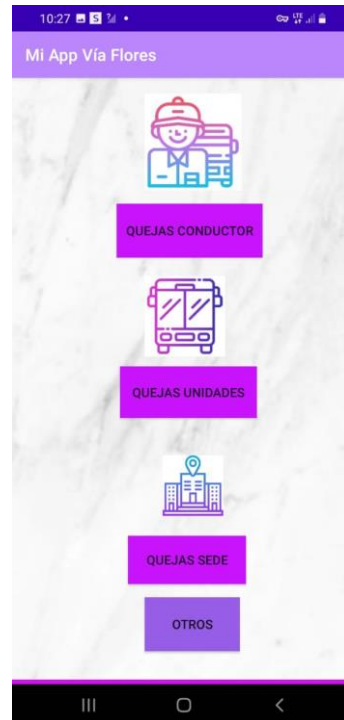 10:27
Mi App Vía Flores
QUEJAS CONDUCTOR
QUEJAS UNIDADES
QUEJAS SEDE
OTROS